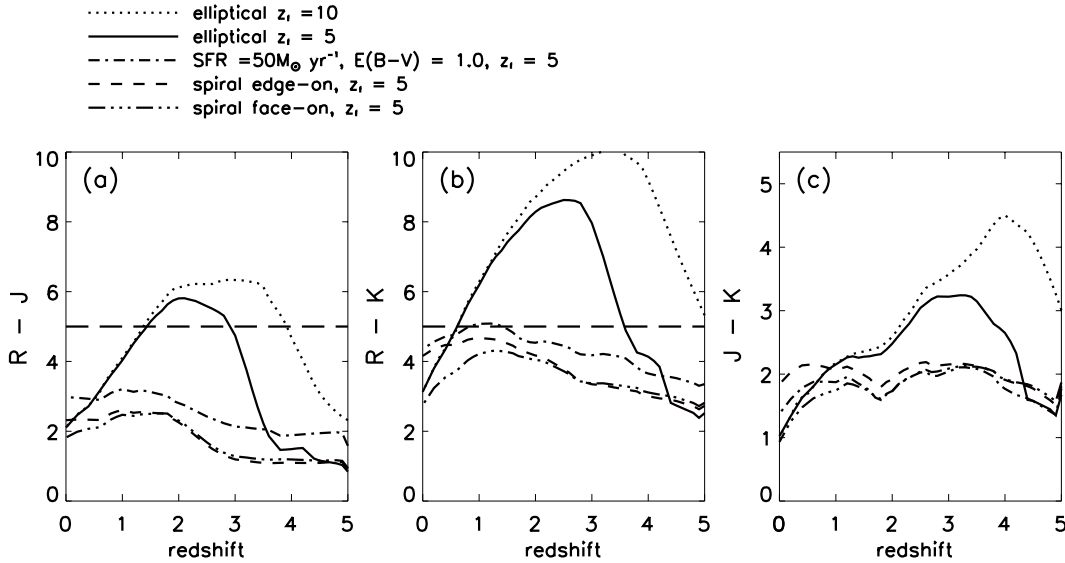 elliptical z_f =10
elliptical z_f = 5
SFR =50M_⊙ yr⁻¹, E(B−V) = 1.0, z_f = 5
spiral edge−on, z_f = 5
spiral face−on, z_f = 5
(a)
R − J
10
8
6
4
2
0
0 1 2 3 4 5
redshift
(b)
R − K
10
8
6
4
2
0
0 1 2 3 4 5
redshift
(c)
J − K
5
4
3
2
1
0
0 1 2 3 4 5
redshift